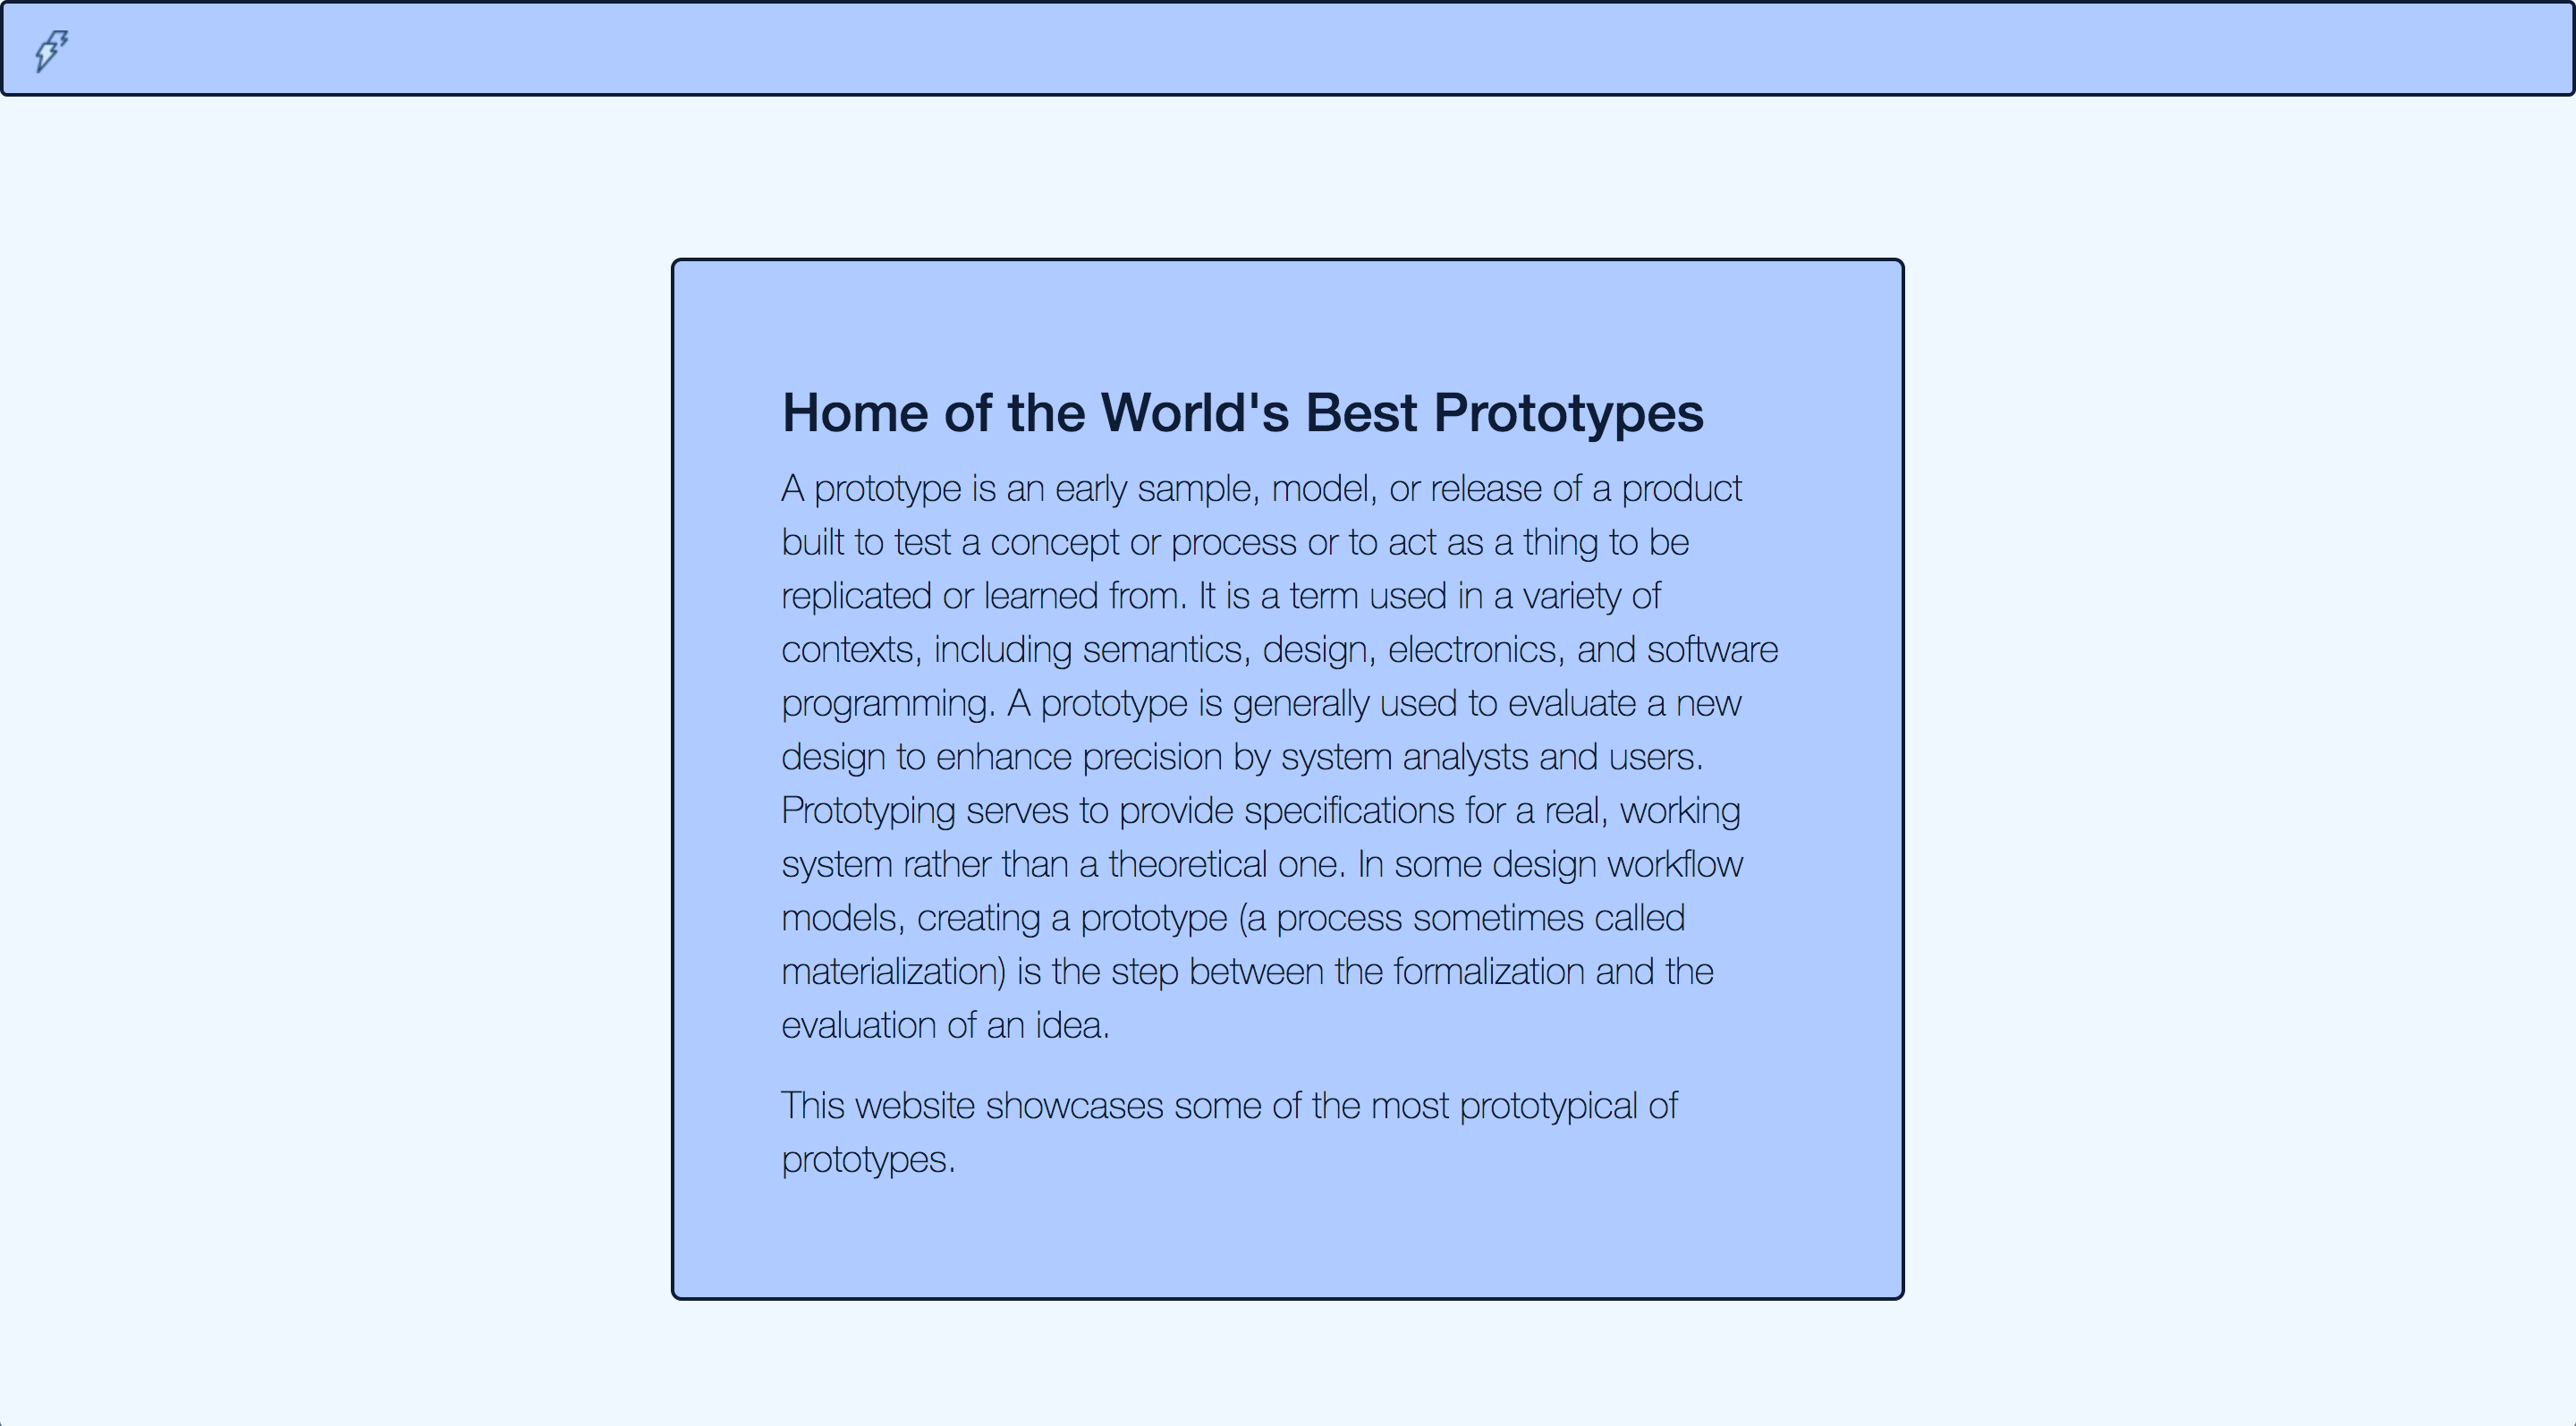 Home of the World's Best Prototypes
A prototype is an early sample, model, or release of a product
built to test a concept or process or to act as a thing to be
replicated or learned from. It is a term used in a variety of
contexts, including semantics, design, electronics, and software
programming. A prototype is generally used to evaluate a new
design to enhance precision by system analysts and users.
Prototyping serves to provide specifications for a real, working
system rather than a theoretical one. In some design workflow
models, creating a prototype (a process sometimes called
materialization) is the step between the formalization and the
evaluation of an idea.
This website showcases some of the most prototypical of
prototypes.